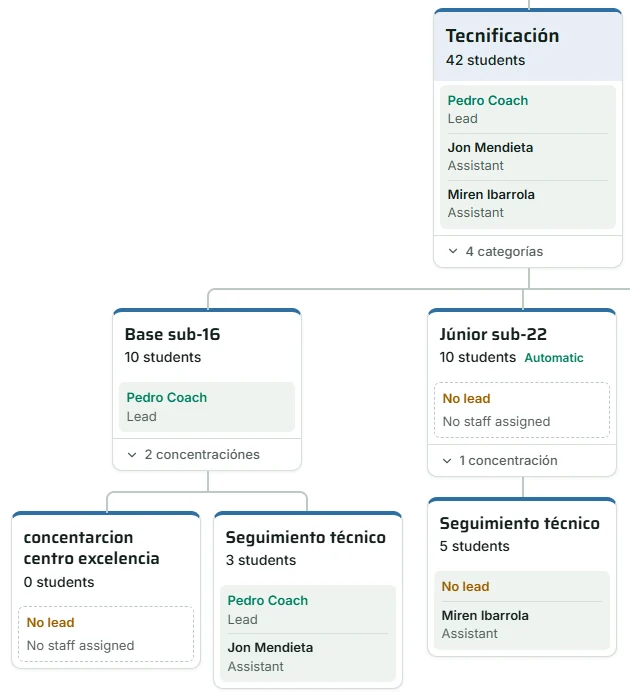 Tecnificación
42 students
Pedro Coach
Lead
Jon Mendieta
Assistant
Miren Ibarrola
Assistant
4 categorías
Base sub-16
10 students
Pedro Coach
Lead
2 concentraciónes
Júnior sub-22
10 students Automatic
No lead
No staff assigned
1 concentración
concentarcion
centro excelencia
0 students
No lead
No staff assigned
Seguimiento técnico
3 students
Pedro Coach
Lead
Jon Mendieta
Assistant
Seguimiento técnico
5 students
No lead
Miren Ibarrola
Assistant